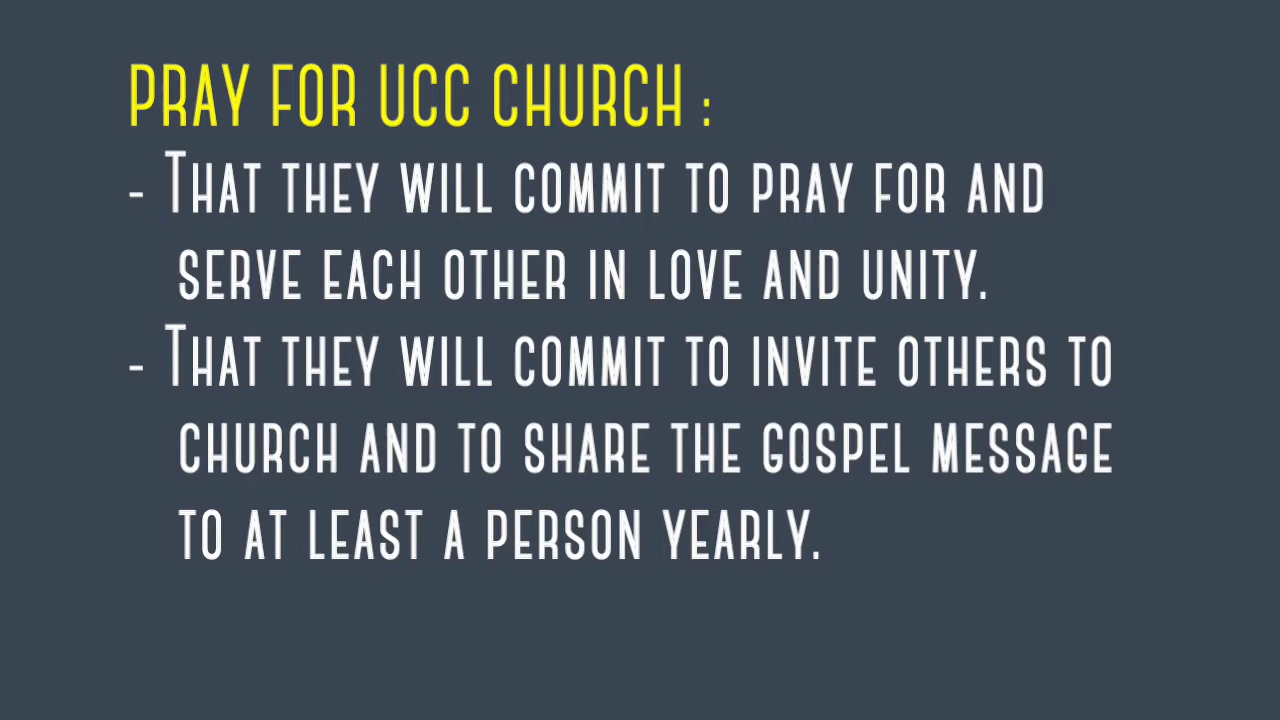 PRAY FOR UCC CHURCH :
- THAT THEY WILL COMMIT TO PRAY FOR AND
SERVE EACH OTHER IN LOVE AND UNITY.
- THAT THEY WILL COMMIT TO INVITE OTHERS TO
CHURCH AND TO SHARE THE GOSPEL MESSAGE
TO AT LEAST A PERSON YEARLY.